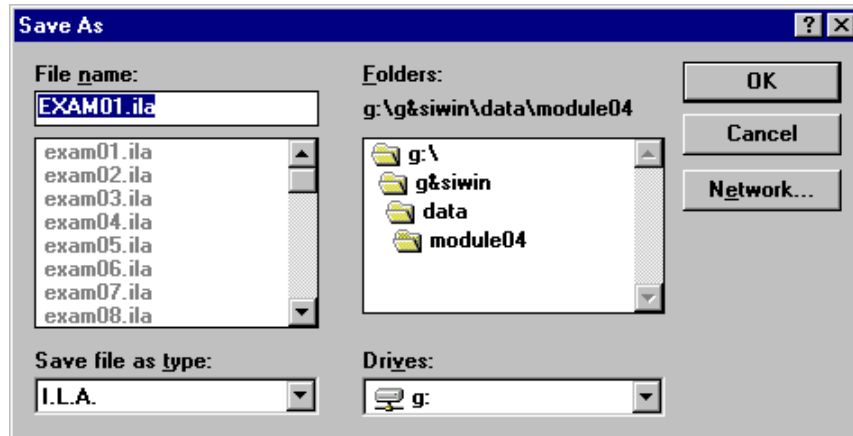 Save As
File name:
EXAM01.ila
exam01.ila
exam02.ila
exam03.ila
exam04.ila
exam05.ila
exam06.ila
exam07.ila
exam08.ila
Save file as type:
I.L.A.
Folders:
g:\g&siwin\data\module04
g:\
g&siwin
data
module04
Drives:
g:
OK
Cancel
Network...